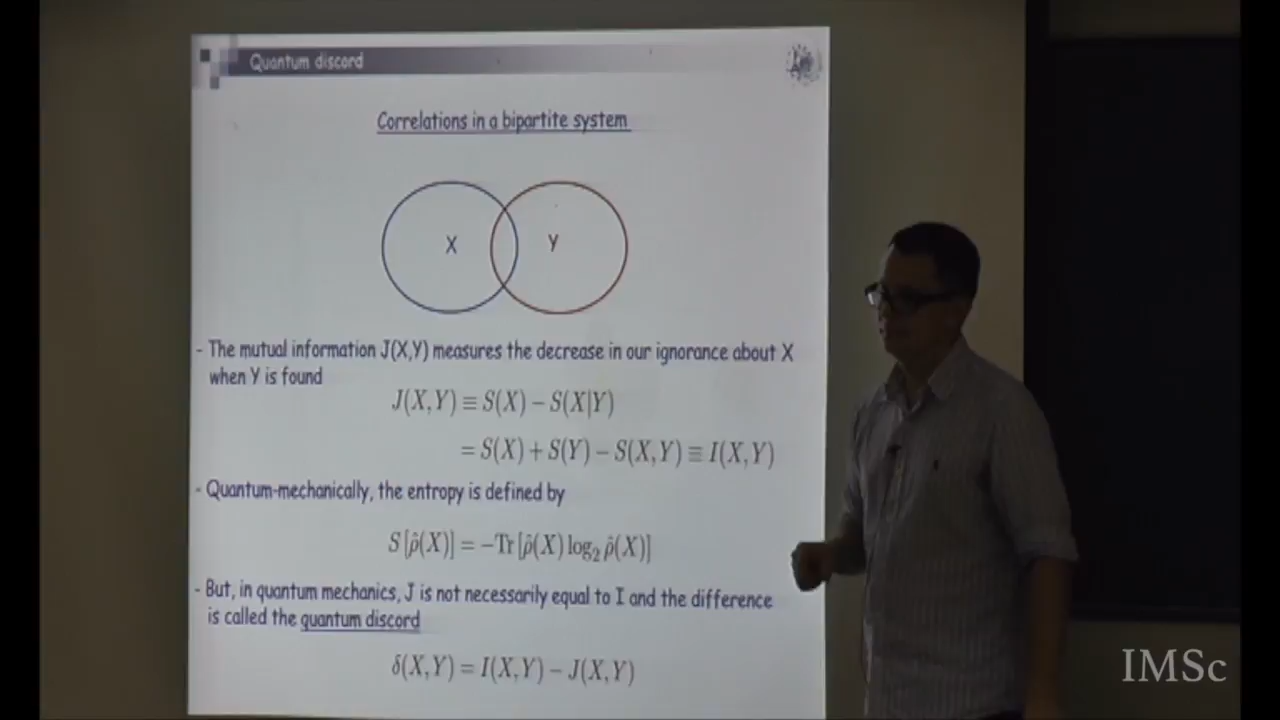 Quantum discord
Correlations in a bipartite system
X
Y
- The mutual information J(X,Y) measures the decrease in our ignorance about X
when Y is found
J(X,Y) ≡ S(X) − S(X|Y)
= S(X) + S(Y) − S(X,Y) ≡ I(X,Y)
- Quantum-mechanically, the entropy is defined by
S[ρ̂(X)] = −Tr[ρ̂(X) log₂ ρ̂(X)]
- But, in quantum mechanics, J is not necessarily equal to I and the difference
is called the quantum discord
δ(X,Y) = I(X,Y) − J(X,Y)
IMSc